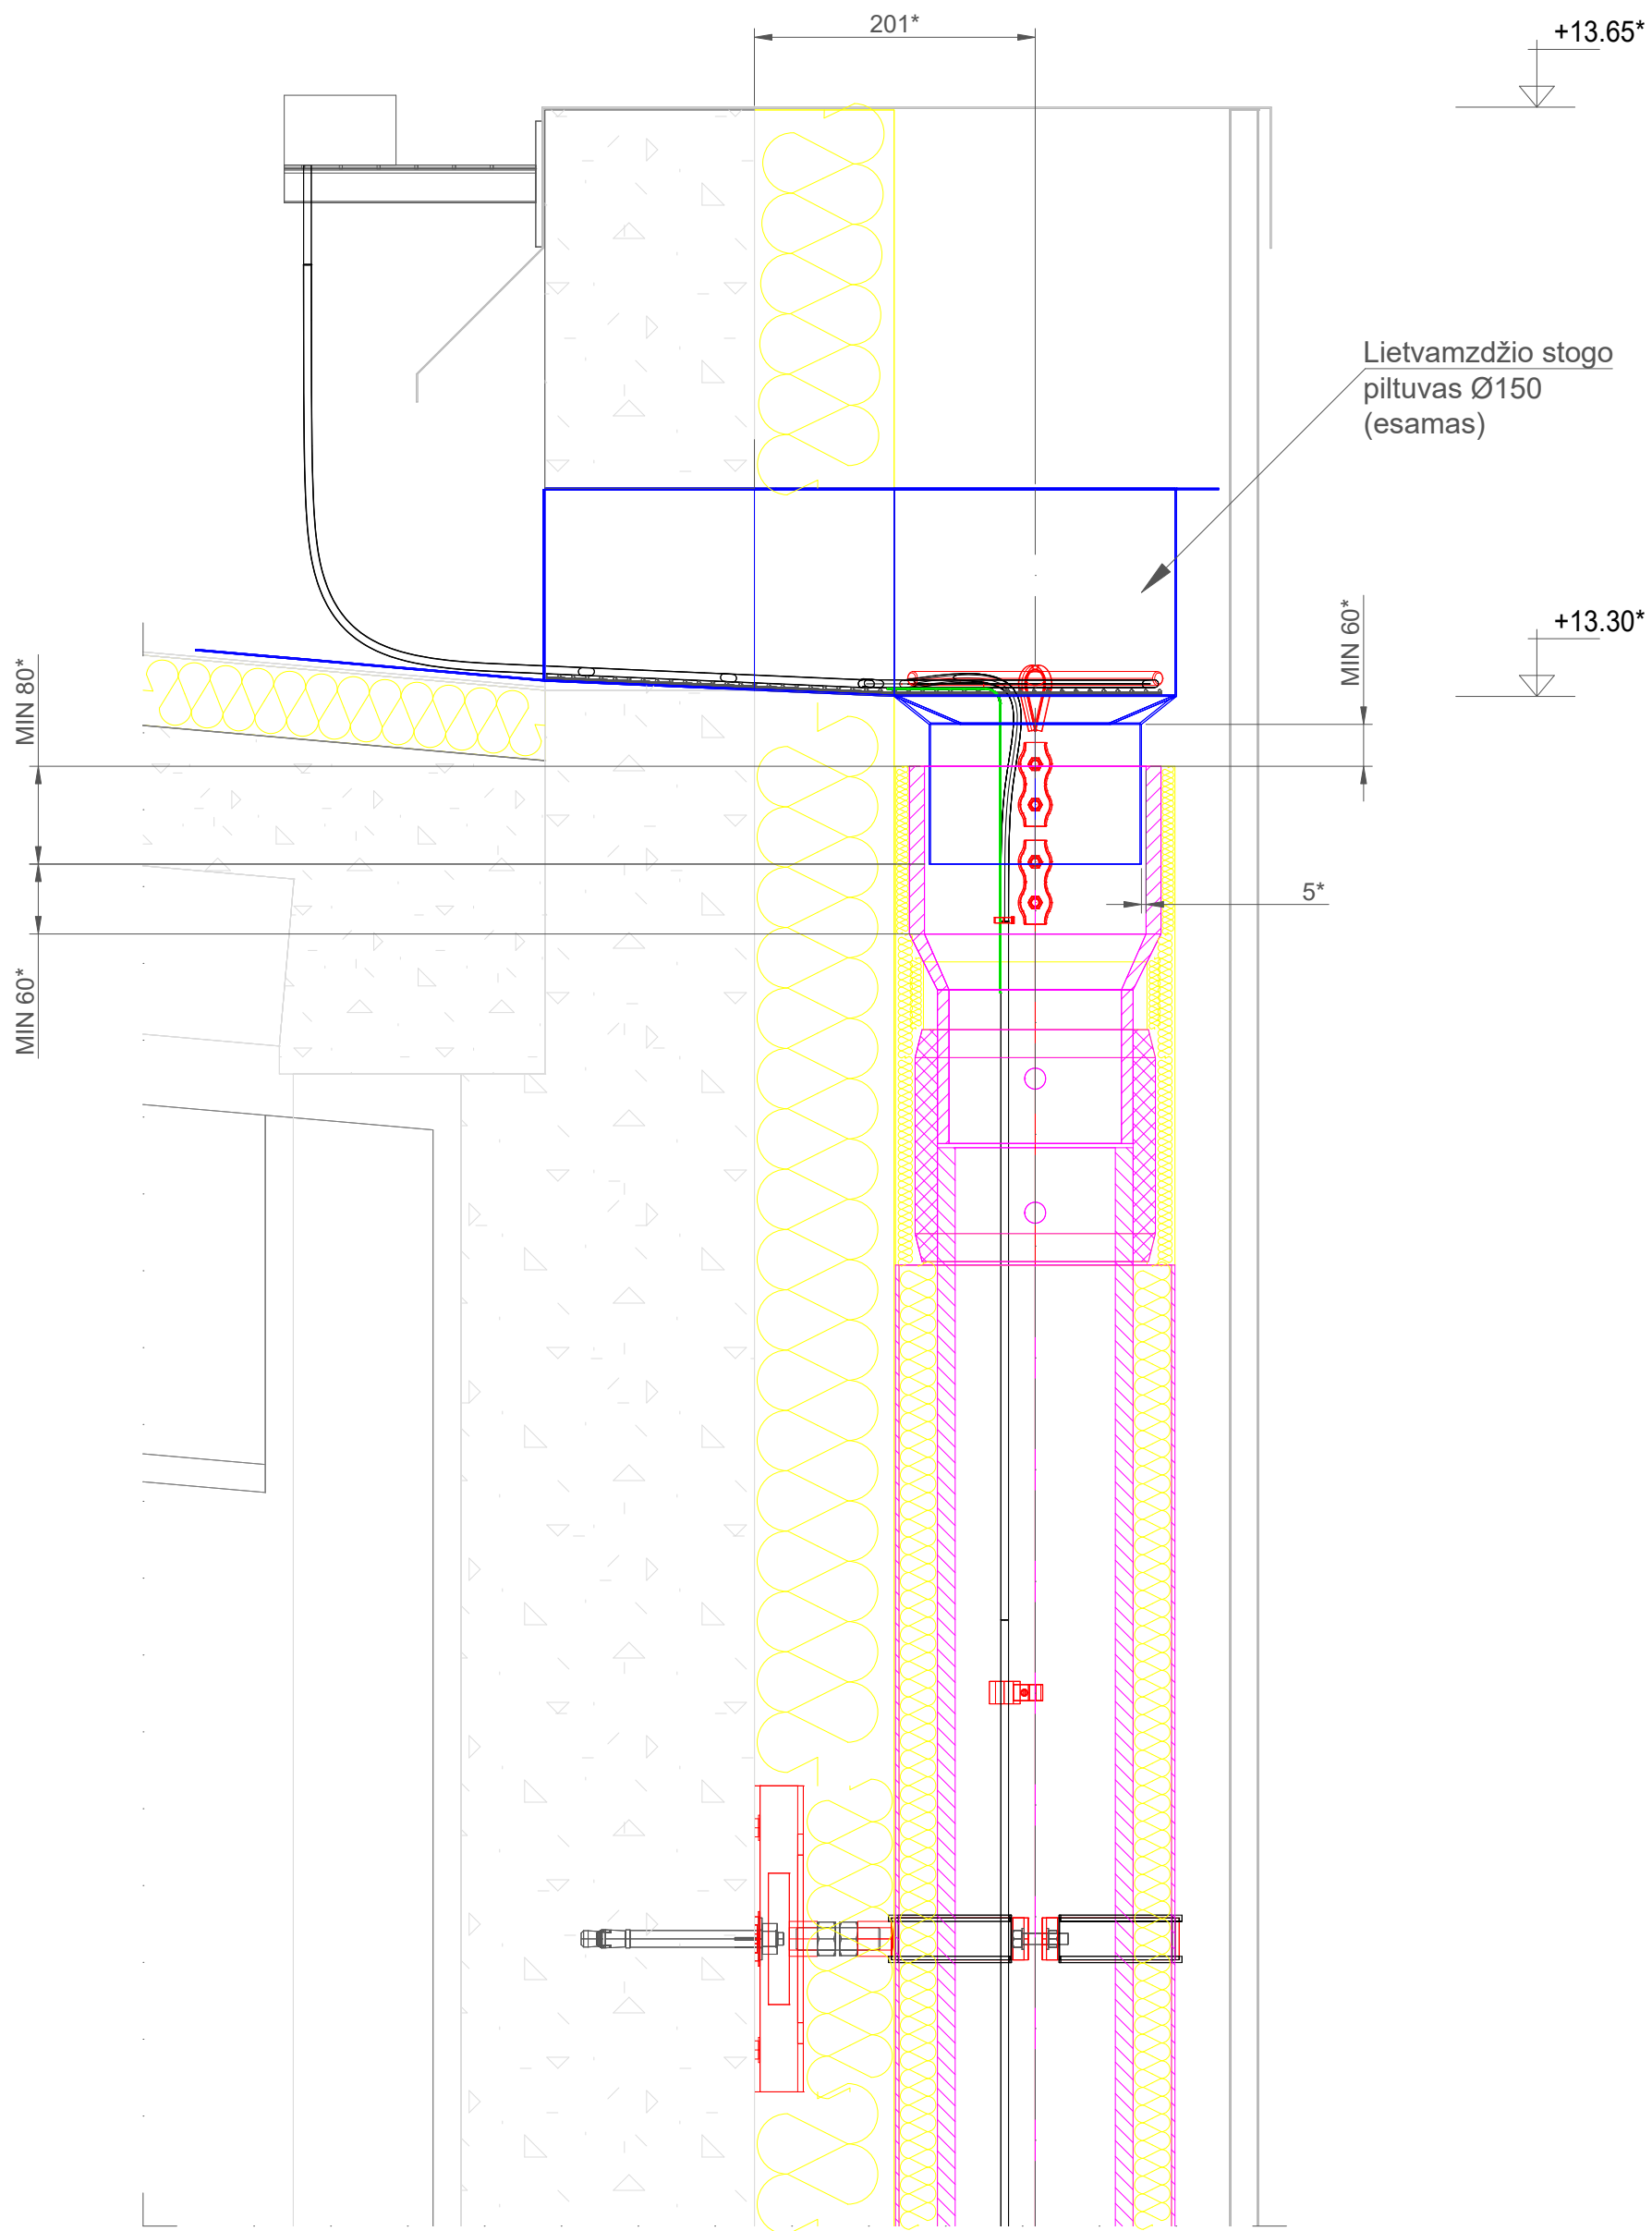 201*
+13.65*
Lietvamzdžio stogo
piltuvas Ø150
(esamas)
MIN 60*
+13.30*
MIN 80*
5*
MIN 60*